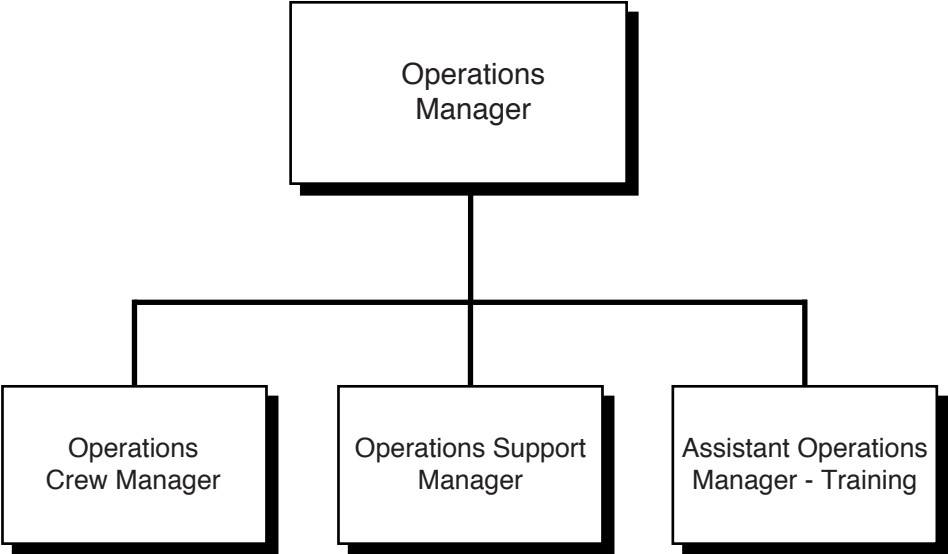 Operations
Manager
Operations
Crew Manager
Operations Support
Manager
Assistant Operations
Manager - Training